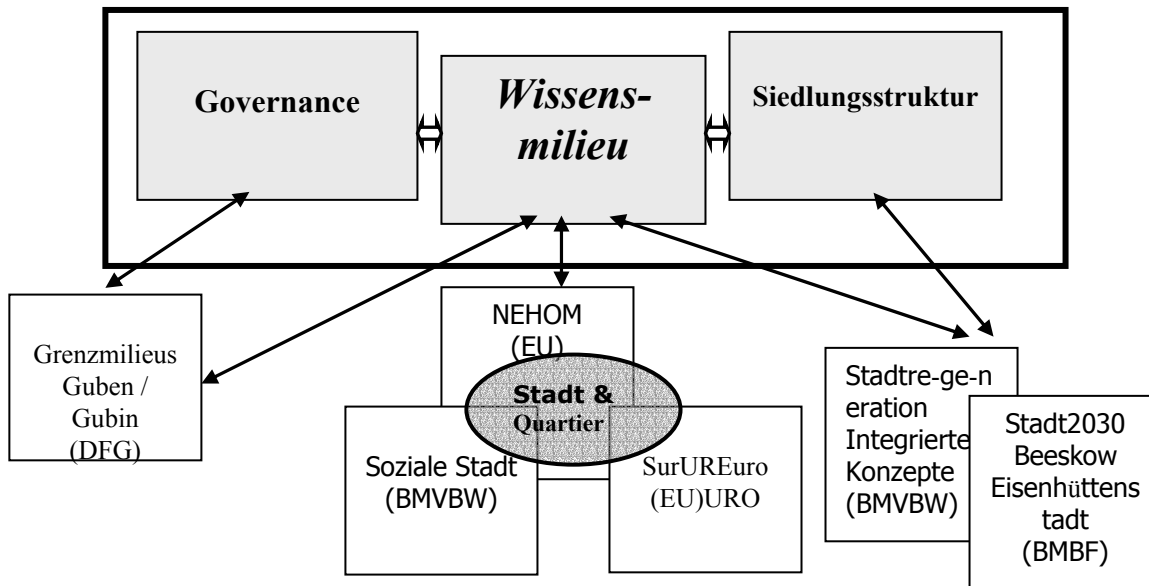 Governance
Wissens-
milieu
Siedlungsstruktur
Grenzmilieus
Guben /
Gubin
(DFG)
NEHOM
(EU)
Stadt &
Quartier
Soziale Stadt
(BMVBW)
SurUREuro
(EU)URO
Stadtre-ge-n
eration
Integrierte
Konzepte
(BMVBW)
Stadt2030
Beeskow
Eisenhüttens
tadt
(BMBF)